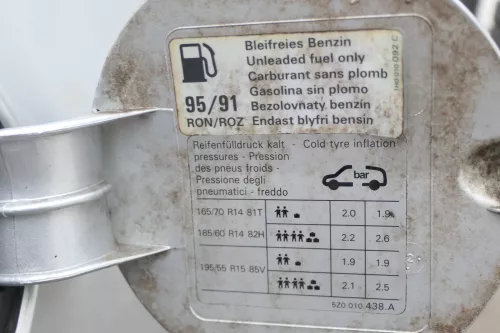 Bleifreies Benzin
Unleaded fuel only
Carburant sans plomb
Gasolina sin plomo
95/91 Bezolovnaty benzin
RON/ROZ Endast blyfri bensin
092 C
Reifenfülldruck kalt - Cold tyre inflation
pressures - Pression
des pneus froids -
Pressione degli
pneumatici - freddo
bar
165/70 R14 81T 2.0 1.9
185/60 R14 82H 2.2 2.6
195/55 R15 85V 1.9 1.9
2.1 2.5
5Z0.010.438.A